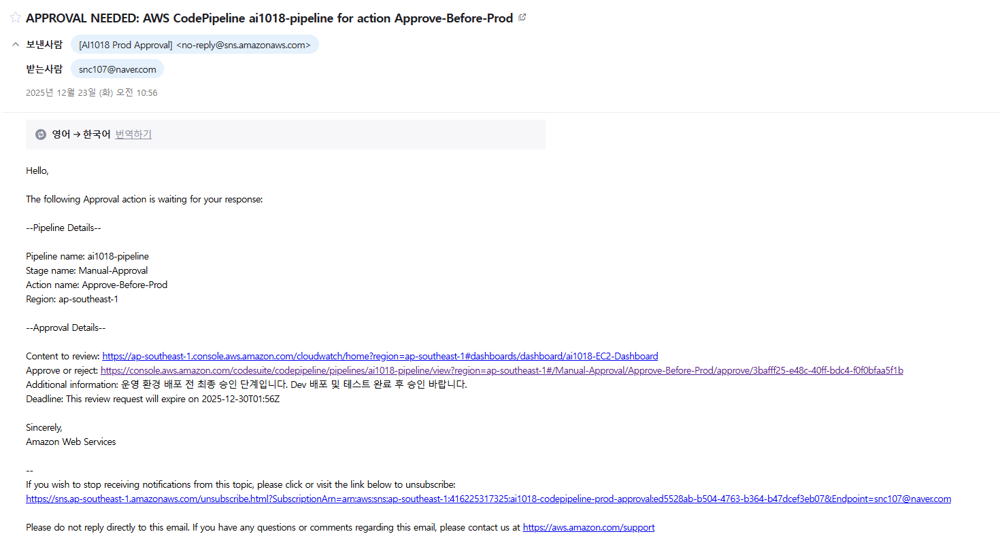 APPROVAL NEEDED: AWS CodePipeline ai1018-pipeline for action Approve-Before-Prod
보낸사람 [AI1018 Prod Approval] <no-reply@sns.amazonaws.com>
받는사람 snc107@naver.com
2025년 12월 23일 (화) 오전 10:56
영어 → 한국어 번역하기
Hello,
The following Approval action is waiting for your response:
--Pipeline Details--
Pipeline name: ai1018-pipeline
Stage name: Manual-Approval
Action name: Approve-Before-Prod
Region: ap-southeast-1
--Approval Details--
Content to review: https://ap-southeast-1.console.aws.amazon.com/cloudwatch/home?region=ap-southeast-1#dashboards/dashboard/ai1018-EC2-Dashboard
Approve or reject: https://console.aws.amazon.com/codesuite/codepipeline/pipelines/ai1018-pipeline/view?region=ap-southeast-1#/Manual-Approval/Approve-Before-Prod/approve/3bafff25-e48c-40ff-bdc4-f0f0bfaa5f1b
Additional information: 운영 환경 배포 전 최종 승인 단계입니다. Dev 배포 및 테스트 완료 후 승인 바랍니다.
Deadline: This review request will expire on 2025-12-30T01:56Z
Sincerely,
Amazon Web Services
--
If you wish to stop receiving notifications from this topic, please click or visit the link below to unsubscribe:
https://sns.ap-southeast-1.amazonaws.com/unsubscribe.html?SubscriptionArn=arn:aws:sns:ap-southeast-1:416225317325:ai1018-codepipeline-prod-approval:ed5528ab-b504-4763-b364-b47dcef3eb07&Endpoint=snc107@naver.com
Please do not reply directly to this email. If you have any questions or comments regarding this email, please contact us at https://aws.amazon.com/support